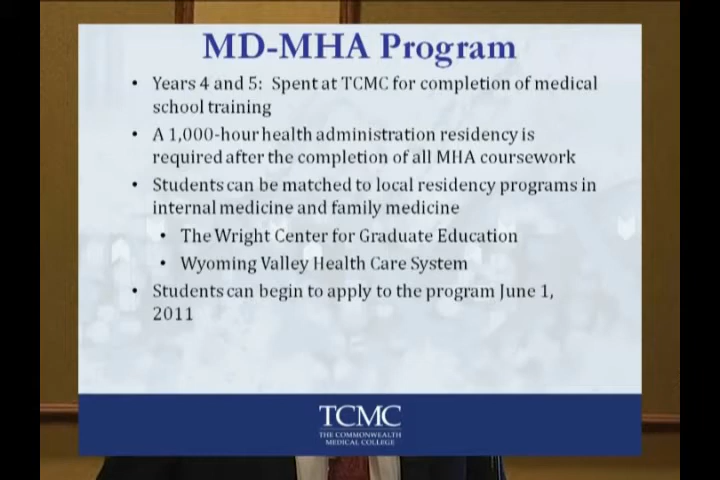 MD-MHA Program
• Years 4 and 5: Spent at TCMC for completion of medical
school training
• A 1,000-hour health administration residency is
required after the completion of all MHA coursework
• Students can be matched to local residency programs in
internal medicine and family medicine
• The Wright Center for Graduate Education
• Wyoming Valley Health Care System
• Students can begin to apply to the program June 1,
2011
TCMC
THE COMMONWEALTH
MEDICAL COLLEGE